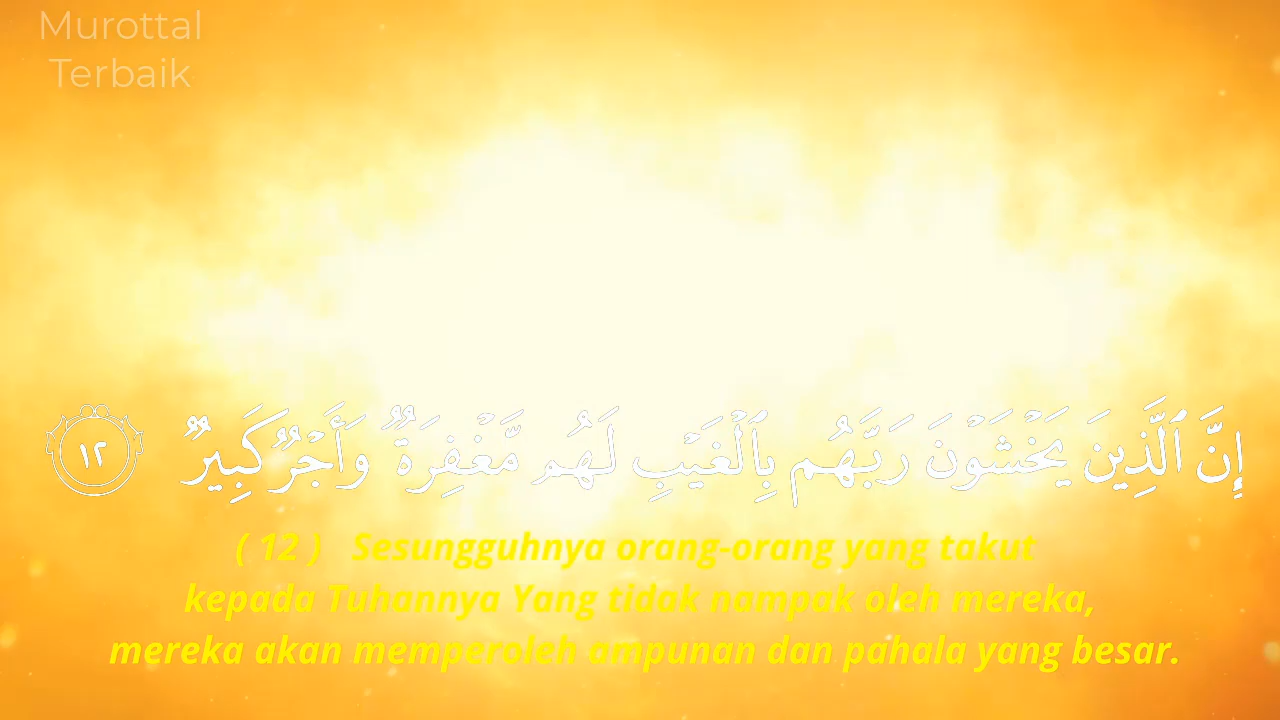 Murottal
Terbaik
إِنَّ ٱلَّذِينَ يَخْشَوْنَ رَبَّهُم بِٱلْغَيْبِ لَهُم مَّغْفِرَةٌ وَأَجْرٌ كَبِيرٌ ١٢
( 12 ) Sesungguhnya orang-orang yang takut
kepada Tuhannya Yang tidak nampak oleh mereka,
mereka akan memperoleh ampunan dan pahala yang besar.